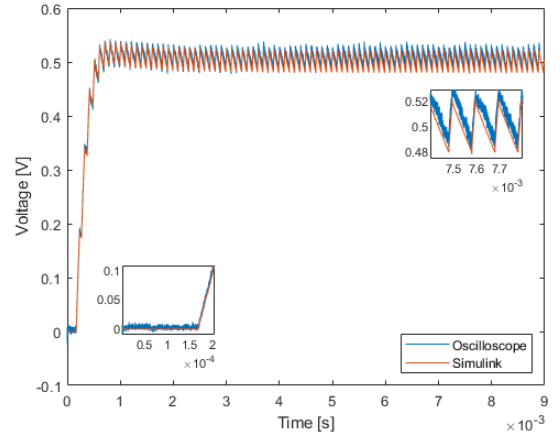 0.6
0.5
0.4
0.3
0.2
0.1
0
-0.1
Voltage [V]
0.52
0.5
0.48
7.5 7.6 7.7
×10⁻³
0.1
0.05
0
0.5 1 1.5 2
×10⁻⁴
Oscilloscope
Simulink
0 1 2 3 4 5 6 7 8 9
Time [s]
×10⁻³